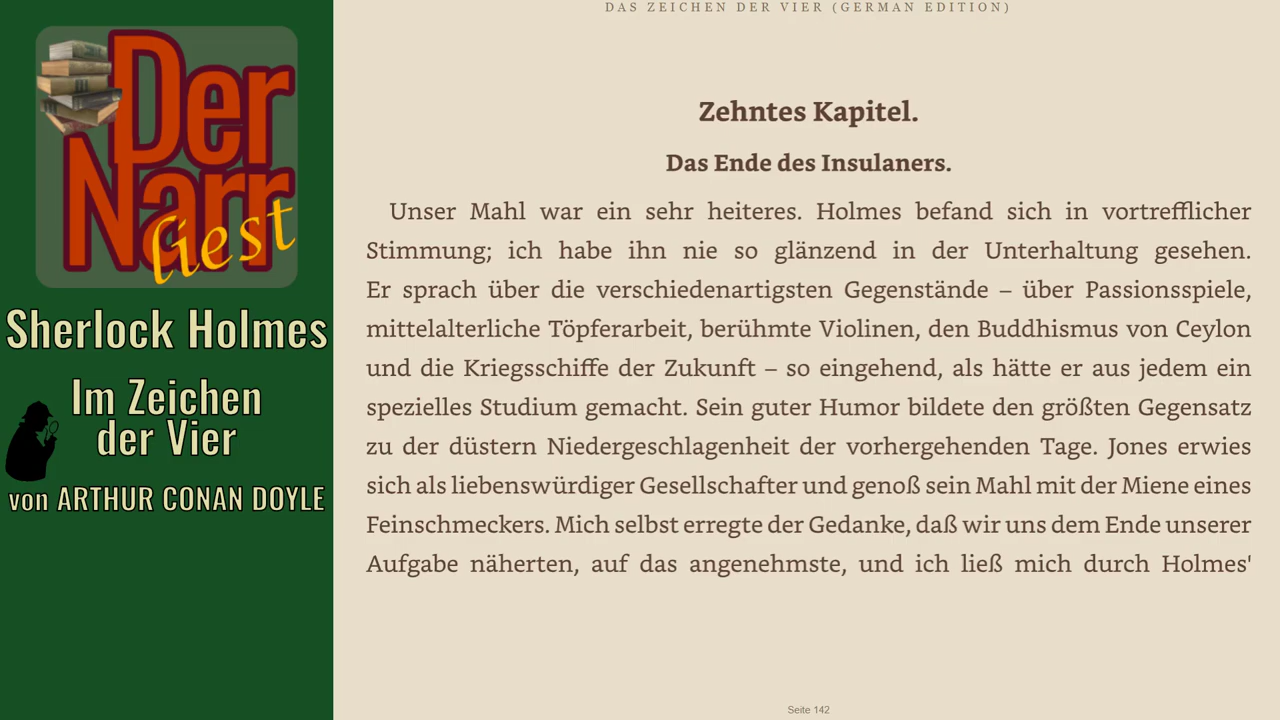 Der
Narr
liest
Sherlock Holmes
Im Zeichen
der Vier
von ARTHUR CONAN DOYLE
DAS ZEICHEN DER VIER (GERMAN EDITION)
Zehntes Kapitel.
Das Ende des Insulaners.
Unser Mahl war ein sehr heiteres. Holmes befand sich in vortrefflicher
Stimmung; ich habe ihn nie so glänzend in der Unterhaltung gesehen.
Er sprach über die verschiedenartigsten Gegenstände – über Passionsspiele,
mittelalterliche Töpferarbeit, berühmte Violinen, den Buddhismus von Ceylon
und die Kriegsschiffe der Zukunft – so eingehend, als hätte er aus jedem ein
spezielles Studium gemacht. Sein guter Humor bildete den größten Gegensatz
zu der düstern Niedergeschlagenheit der vorhergehenden Tage. Jones erwies
sich als liebenswürdiger Gesellschafter und genoß sein Mahl mit der Miene eines
Feinschmeckers. Mich selbst erregte der Gedanke, daß wir uns dem Ende unserer
Aufgabe näherten, auf das angenehmste, und ich ließ mich durch Holmes'
Seite 142